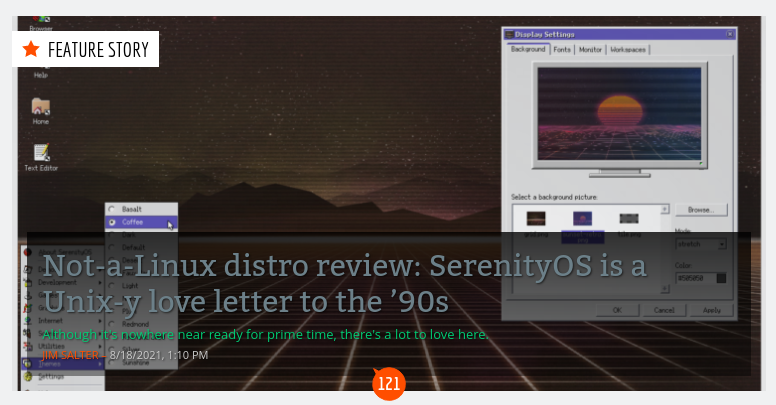 Browser
FEATURE STORY
Help
Home
Text Editor
Display Settings
Background Fonts Monitor Workspaces
Select a background picture:
Browse...
Mode
stretch
Color
#505050
OK Cancel Apply
Basalt
Coffee
Dark
Default
Light
Redmond
Sunshine
About SerenityOS
Development
Internet
Utilities
Themes
Settings
Not-a-Linux distro review: SerenityOS is a
Unix-y love letter to the ’90s
Although it's nowhere near ready for prime time, there's a lot to love here.
JIM SALTER - 8/18/2021, 1:10 PM
121